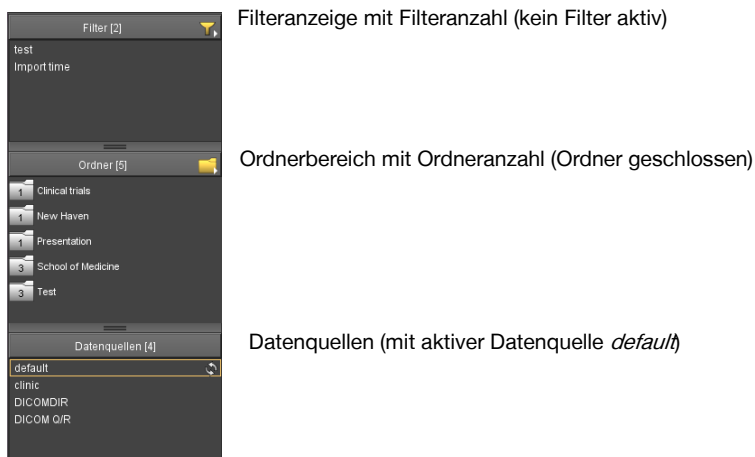 Filter [2]
Filteranzeige mit Filteranzahl (kein Filter aktiv)
test
Import time
Ordner [5]
Ordnerbereich mit Ordneranzahl (Ordner geschlossen)
1 Clinical trials
1 New Haven
1 Presentation
3 School of Medicine
3 Test
Datenquellen [4]
Datenquellen (mit aktiver Datenquelle default)
default
clinic
DICOMDIR
DICOM Q/R